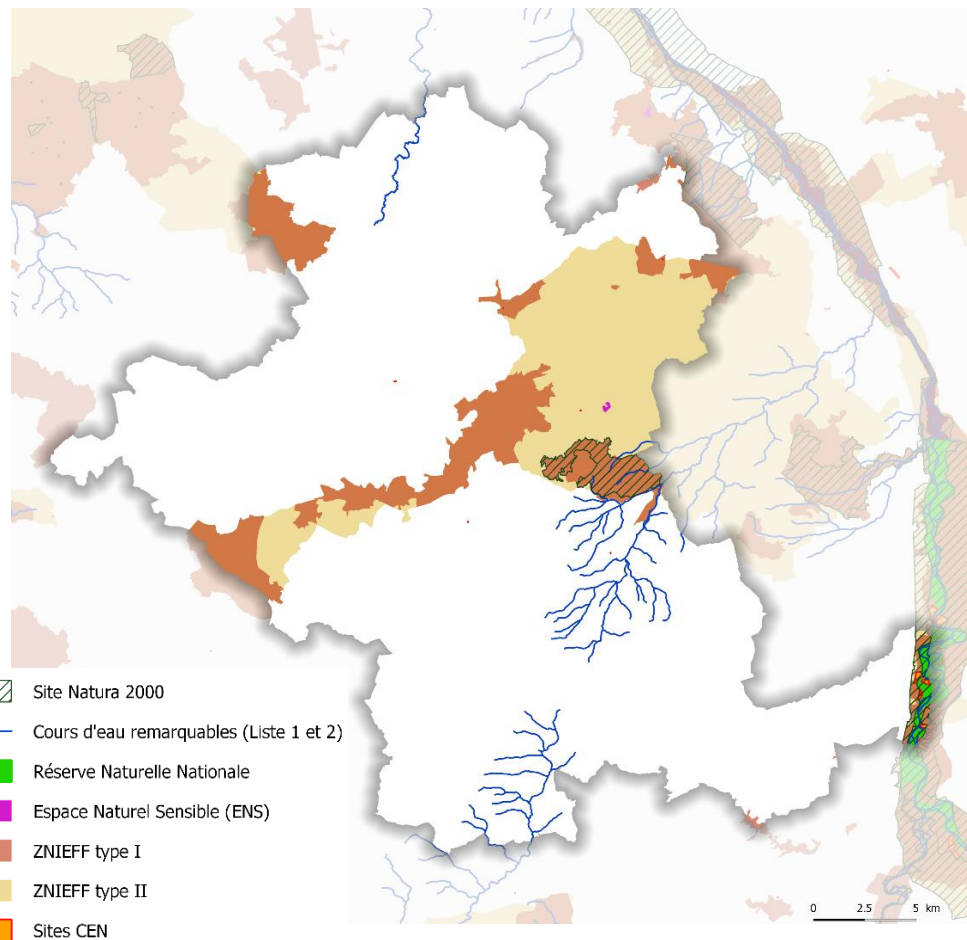 Site Natura 2000
Cours d'eau remarquables (Liste 1 et 2)
Réserve Naturelle Nationale
Espace Naturel Sensible (ENS)
ZNIEFF type I
ZNIEFF type II
Sites CEN
0 2.5 5 km